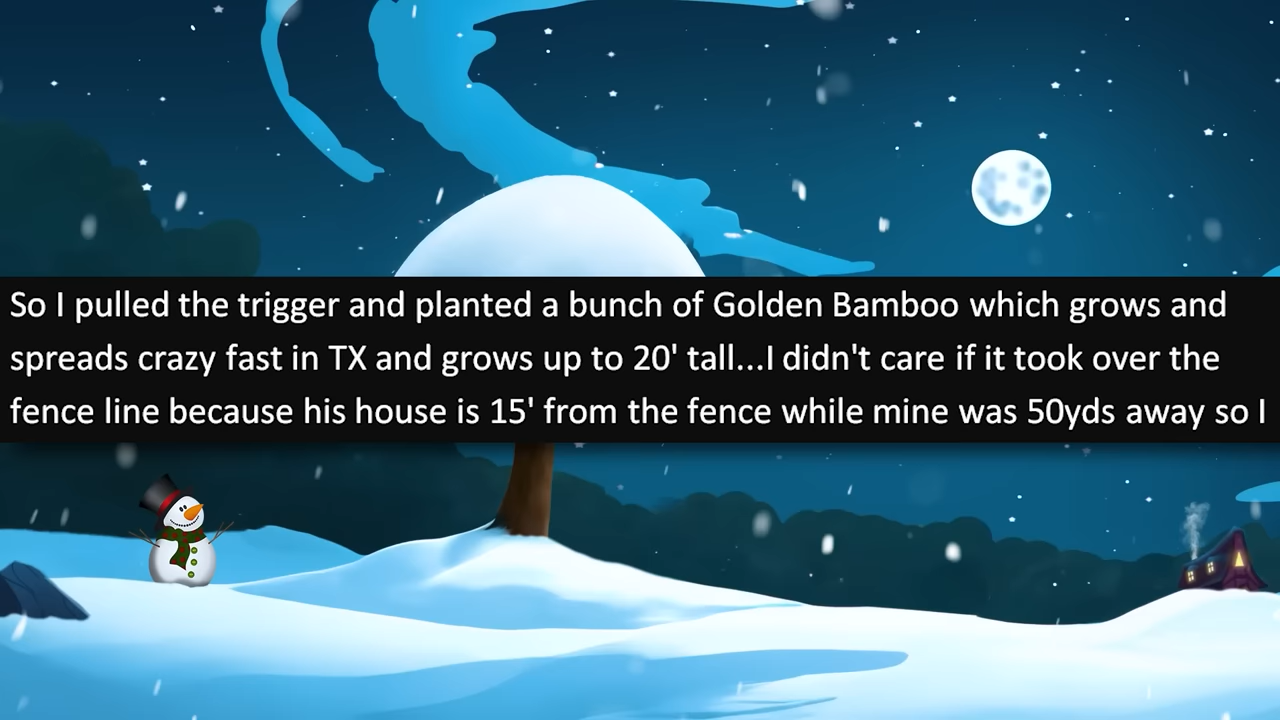 So I pulled the trigger and planted a bunch of Golden Bamboo which grows and
spreads crazy fast in TX and grows up to 20' tall...I didn't care if it took over the
fence line because his house is 15' from the fence while mine was 50yds away so I